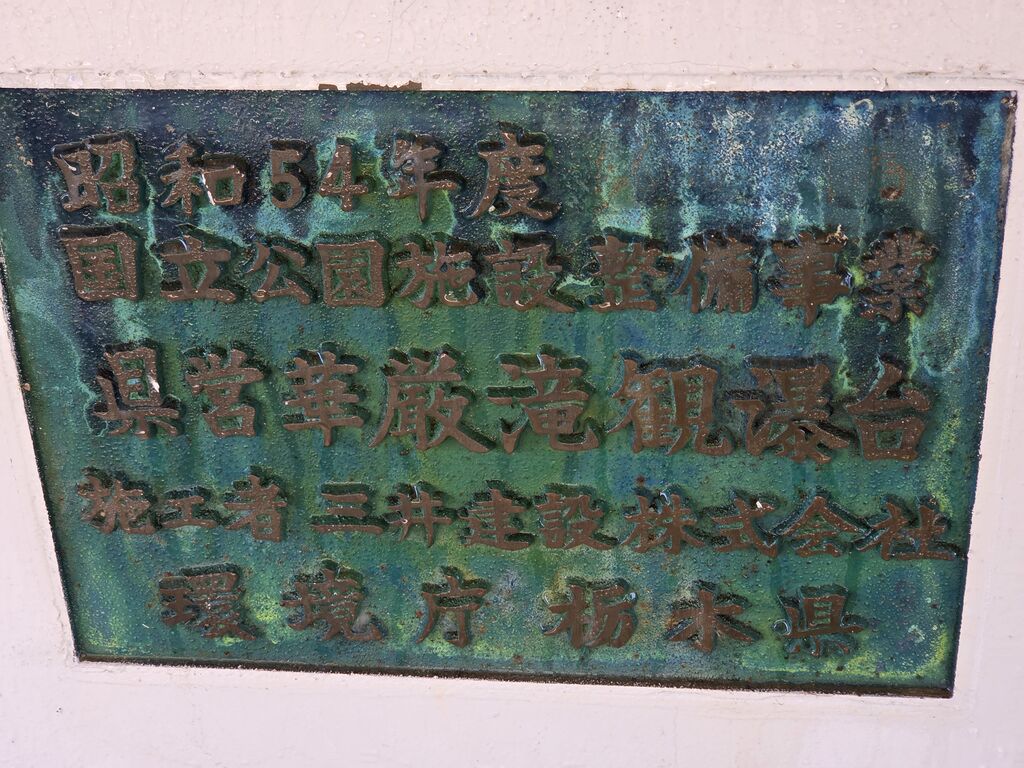 昭和54年度
国立公園施設整備事業
県営華厳滝観瀑台
施工者 三井建設株式会社
環境庁 栃木県